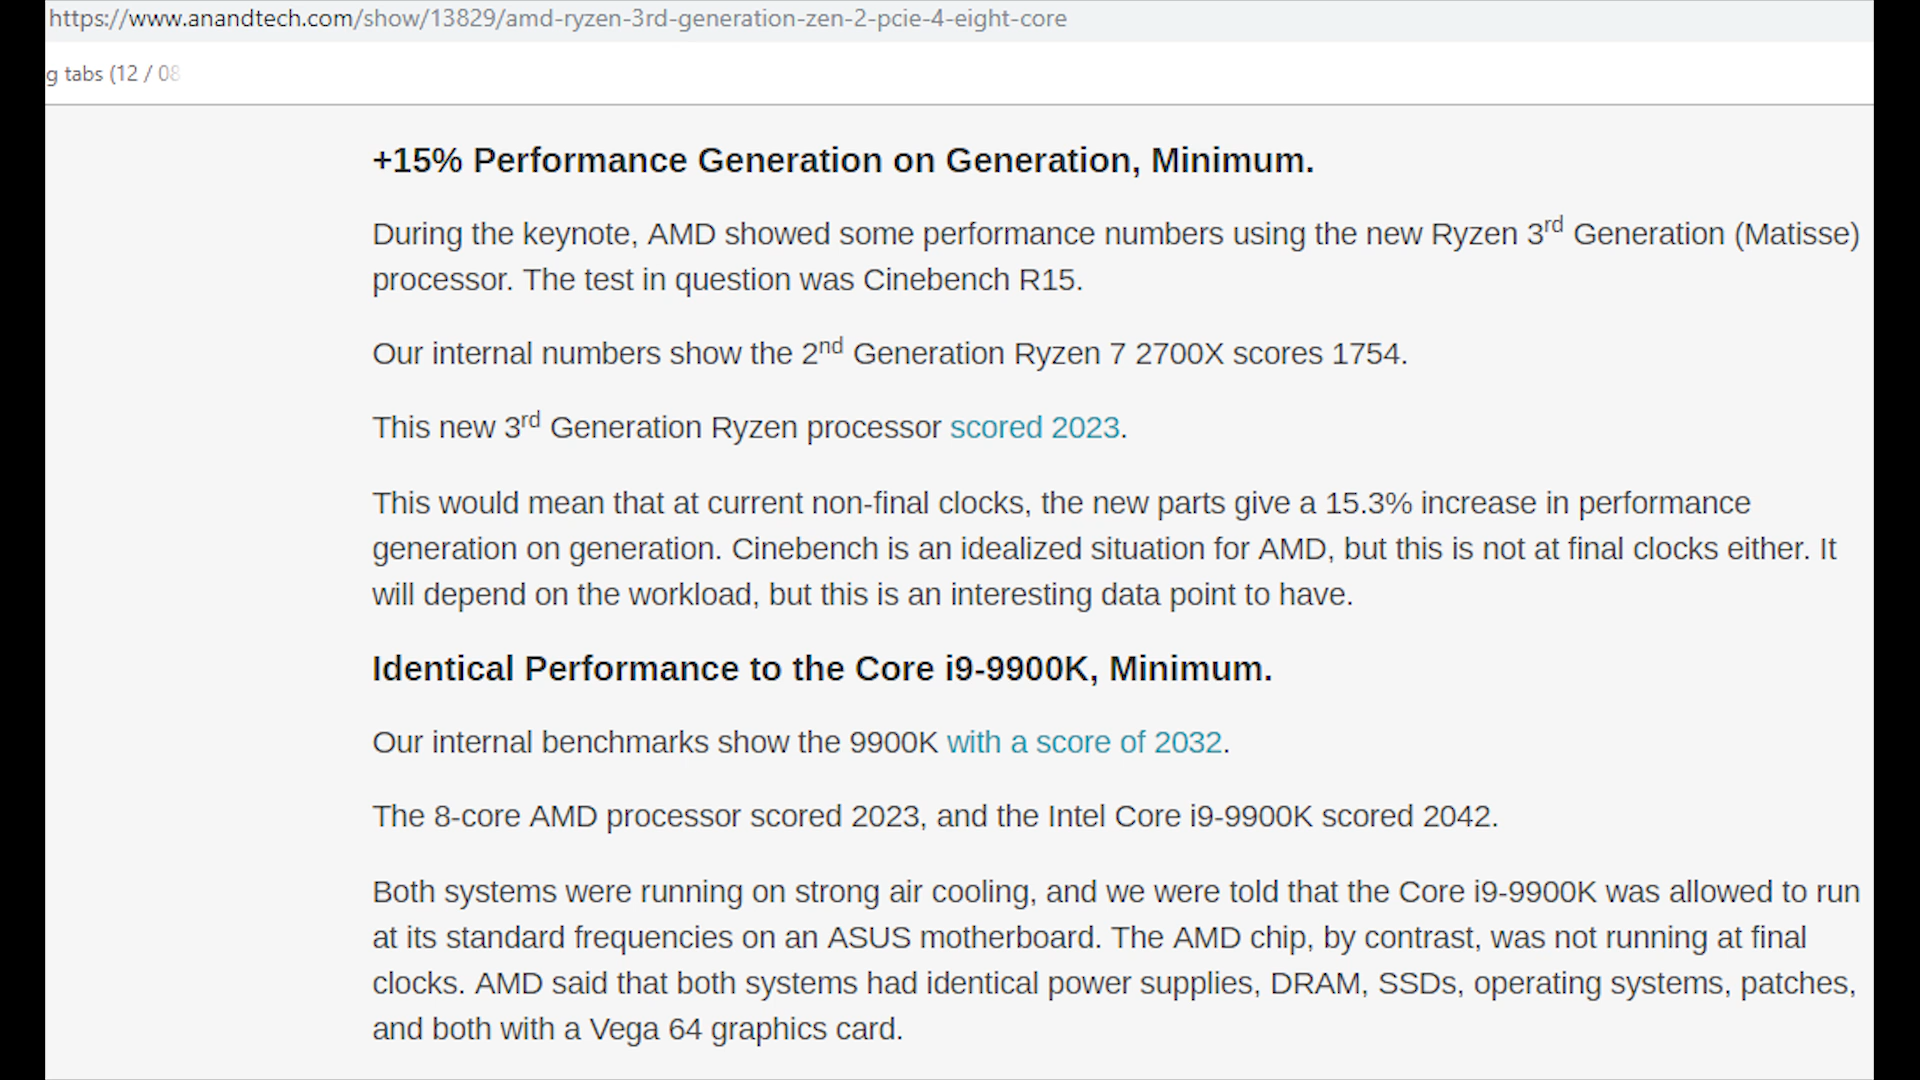 https://www.anandtech.com/show/13829/amd-ryzen-3rd-generation-zen-2-pcie-4-eight-core
g tabs (12 / 08
+15% Performance Generation on Generation, Minimum.
During the keynote, AMD showed some performance numbers using the new Ryzen 3rd Generation (Matisse)
processor. The test in question was Cinebench R15.
Our internal numbers show the 2nd Generation Ryzen 7 2700X scores 1754.
This new 3rd Generation Ryzen processor scored 2023.
This would mean that at current non-final clocks, the new parts give a 15.3% increase in performance
generation on generation. Cinebench is an idealized situation for AMD, but this is not at final clocks either. It
will depend on the workload, but this is an interesting data point to have.
Identical Performance to the Core i9-9900K, Minimum.
Our internal benchmarks show the 9900K with a score of 2032.
The 8-core AMD processor scored 2023, and the Intel Core i9-9900K scored 2042.
Both systems were running on strong air cooling, and we were told that the Core i9-9900K was allowed to run
at its standard frequencies on an ASUS motherboard. The AMD chip, by contrast, was not running at final
clocks. AMD said that both systems had identical power supplies, DRAM, SSDs, operating systems, patches,
and both with a Vega 64 graphics card.